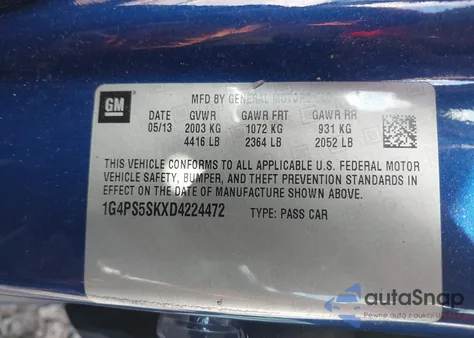 GM
MFD BY GENERAL MOTORS
DATE GVWR GAWR FRT GAWR RR
05/13 2003 KG 1072 KG 931 KG
4416 LB 2364 LB 2052 LB
THIS VEHICLE CONFORMS TO ALL APPLICABLE U.S. FEDERAL MOTOR
VEHICLE SAFETY, BUMPER, AND THEFT PREVENTION STANDARDS IN
EFFECT ON THE DATE OF MANUFACTURE SHOWN ABOVE.
1G4PS5SKXD4224472 TYPE: PASS CAR
autoSnap
Pewne auto z